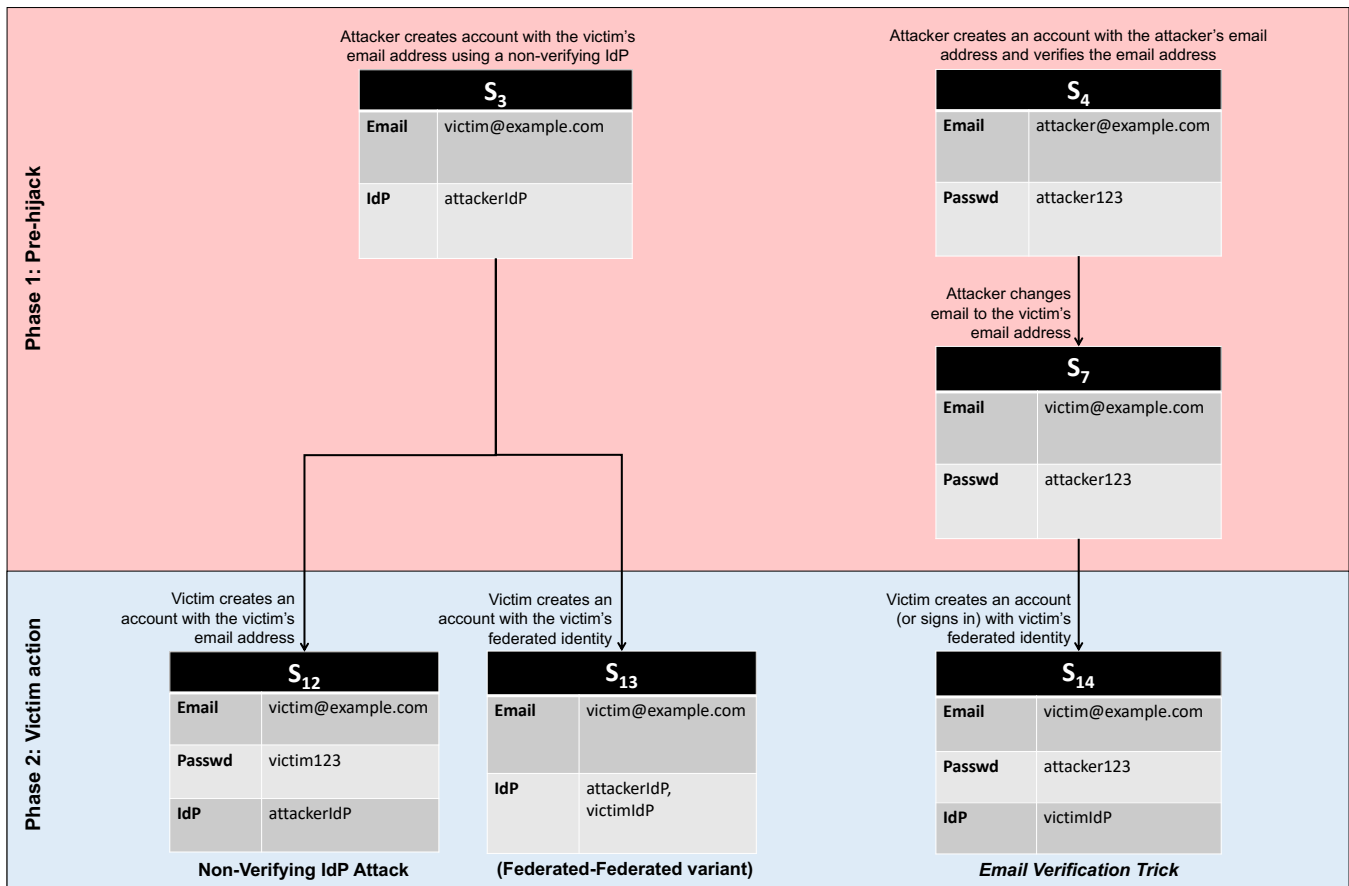 Phase 1: Pre-hijack
Attacker creates account with the victim's
email address using a non-verifying IdP
S3
Email victim@example.com
IdP attackerIdP
Attacker creates an account with the attacker's email
address and verifies the email address
S4
Email attacker@example.com
Passwd attacker123
Attacker changes
email to the victim's
email address
S7
Email victim@example.com
Passwd attacker123
Phase 2: Victim action
Victim creates an
account with the victim's
email address
S12
Email victim@example.com
Passwd victim123
IdP attackerIdP
Non-Verifying IdP Attack
Victim creates an
account with the victim's
federated identity
S13
Email victim@example.com
IdP attackerIdP,
victimIdP
(Federated-Federated variant)
Victim creates an account
(or signs in) with victim's
federated identity
S14
Email victim@example.com
Passwd attacker123
IdP victimIdP
Email Verification Trick